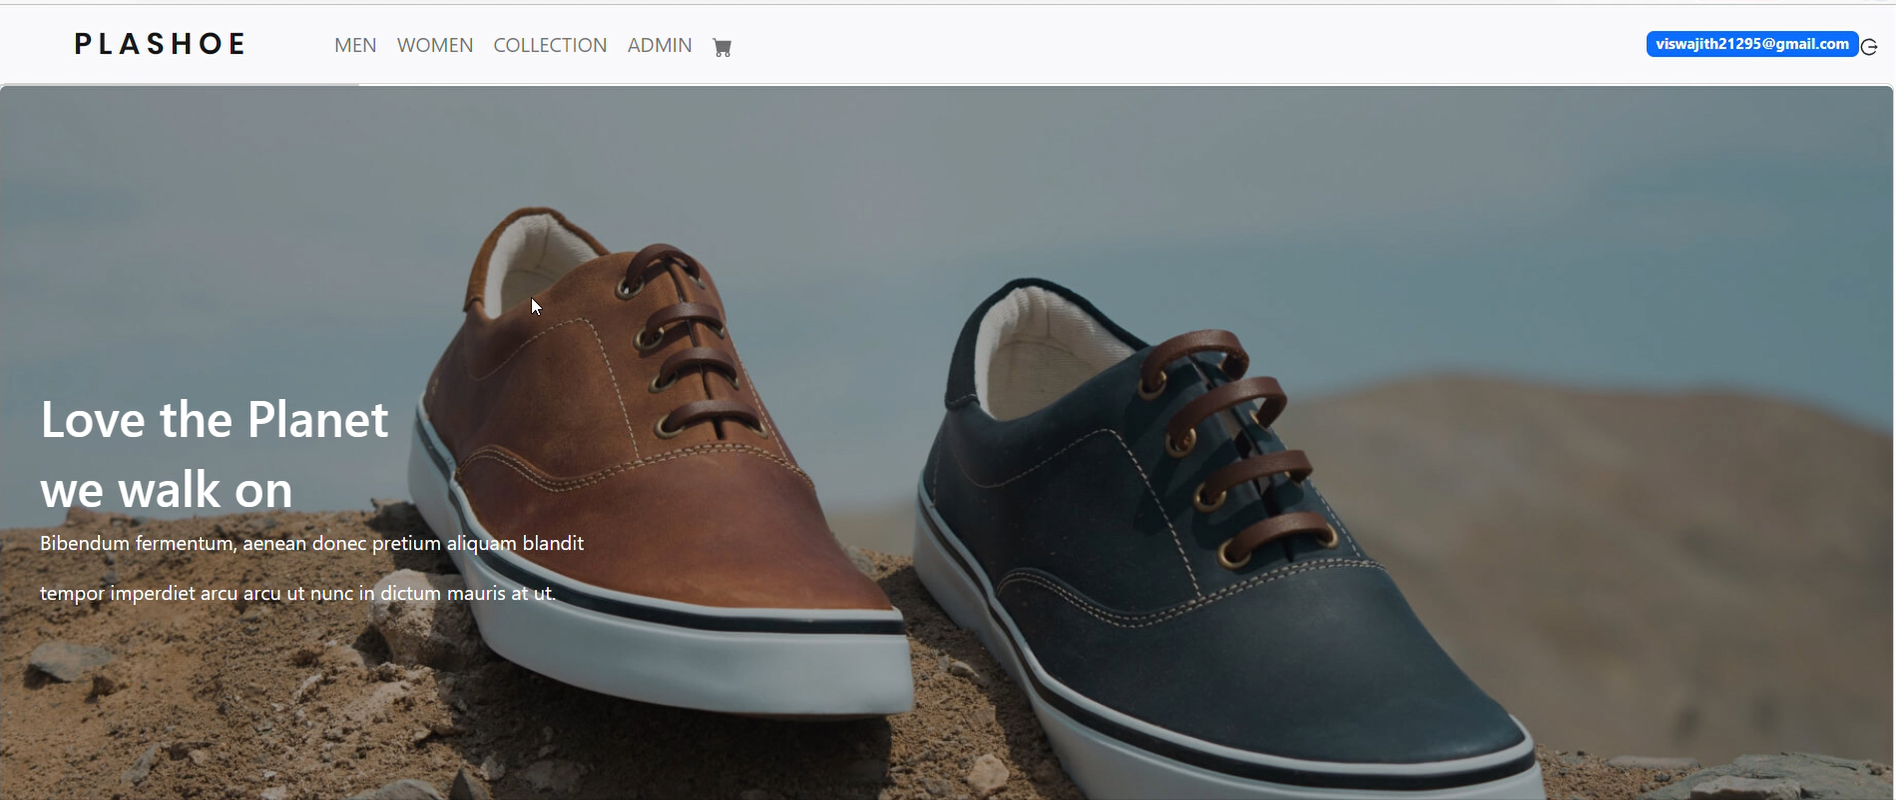 PLASHOE
MEN WOMEN COLLECTION ADMIN
viswajith21295@gmail.com
Love the Planet
we walk on
Bibendum fermentum, aenean donec pretium aliquam blandit
tempor imperdiet arcu arcu ut nunc in dictum mauris at ut.